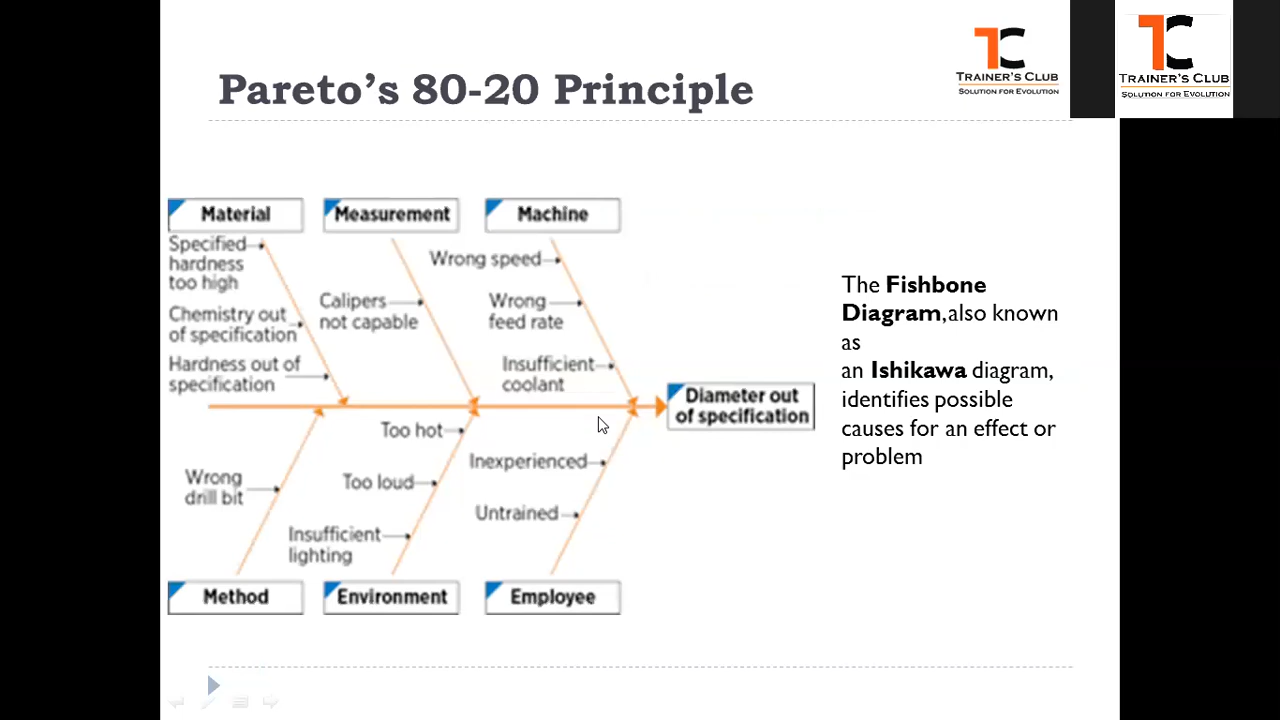 Pareto's 80-20 Principle
TC
TRAINER'S CLUB
SOLUTION FOR EVOLUTION
TC
TRAINER'S CLUB
SOLUTION FOR EVOLUTION
Material
Measurement
Machine
Specified
hardness
too high
Chemistry out
of specification
Hardness out of
specification
Calipers
not capable
Wrong speed
Wrong
feed rate
Insufficient
coolant
Diameter out
of specification
Wrong
drill bit
Too hot
Too loud
Insufficient
lighting
Inexperienced
Untrained
Method
Environment
Employee
The Fishbone
Diagram,also known
as
an Ishikawa diagram,
identifies possible
causes for an effect or
problem